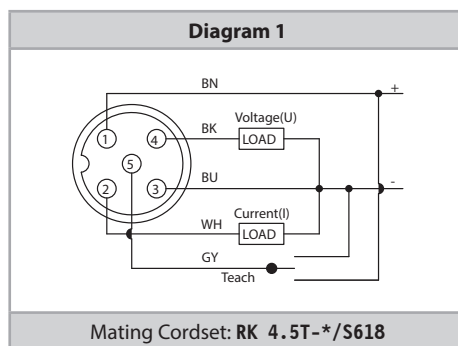 Diagram 1
BN
+
Voltage(U)
1
4
BK
LOAD
5
BU
-
2
3
Current(I)
WH
LOAD
GY
Teach
Mating Cordset: RK 4.5T-*/S618